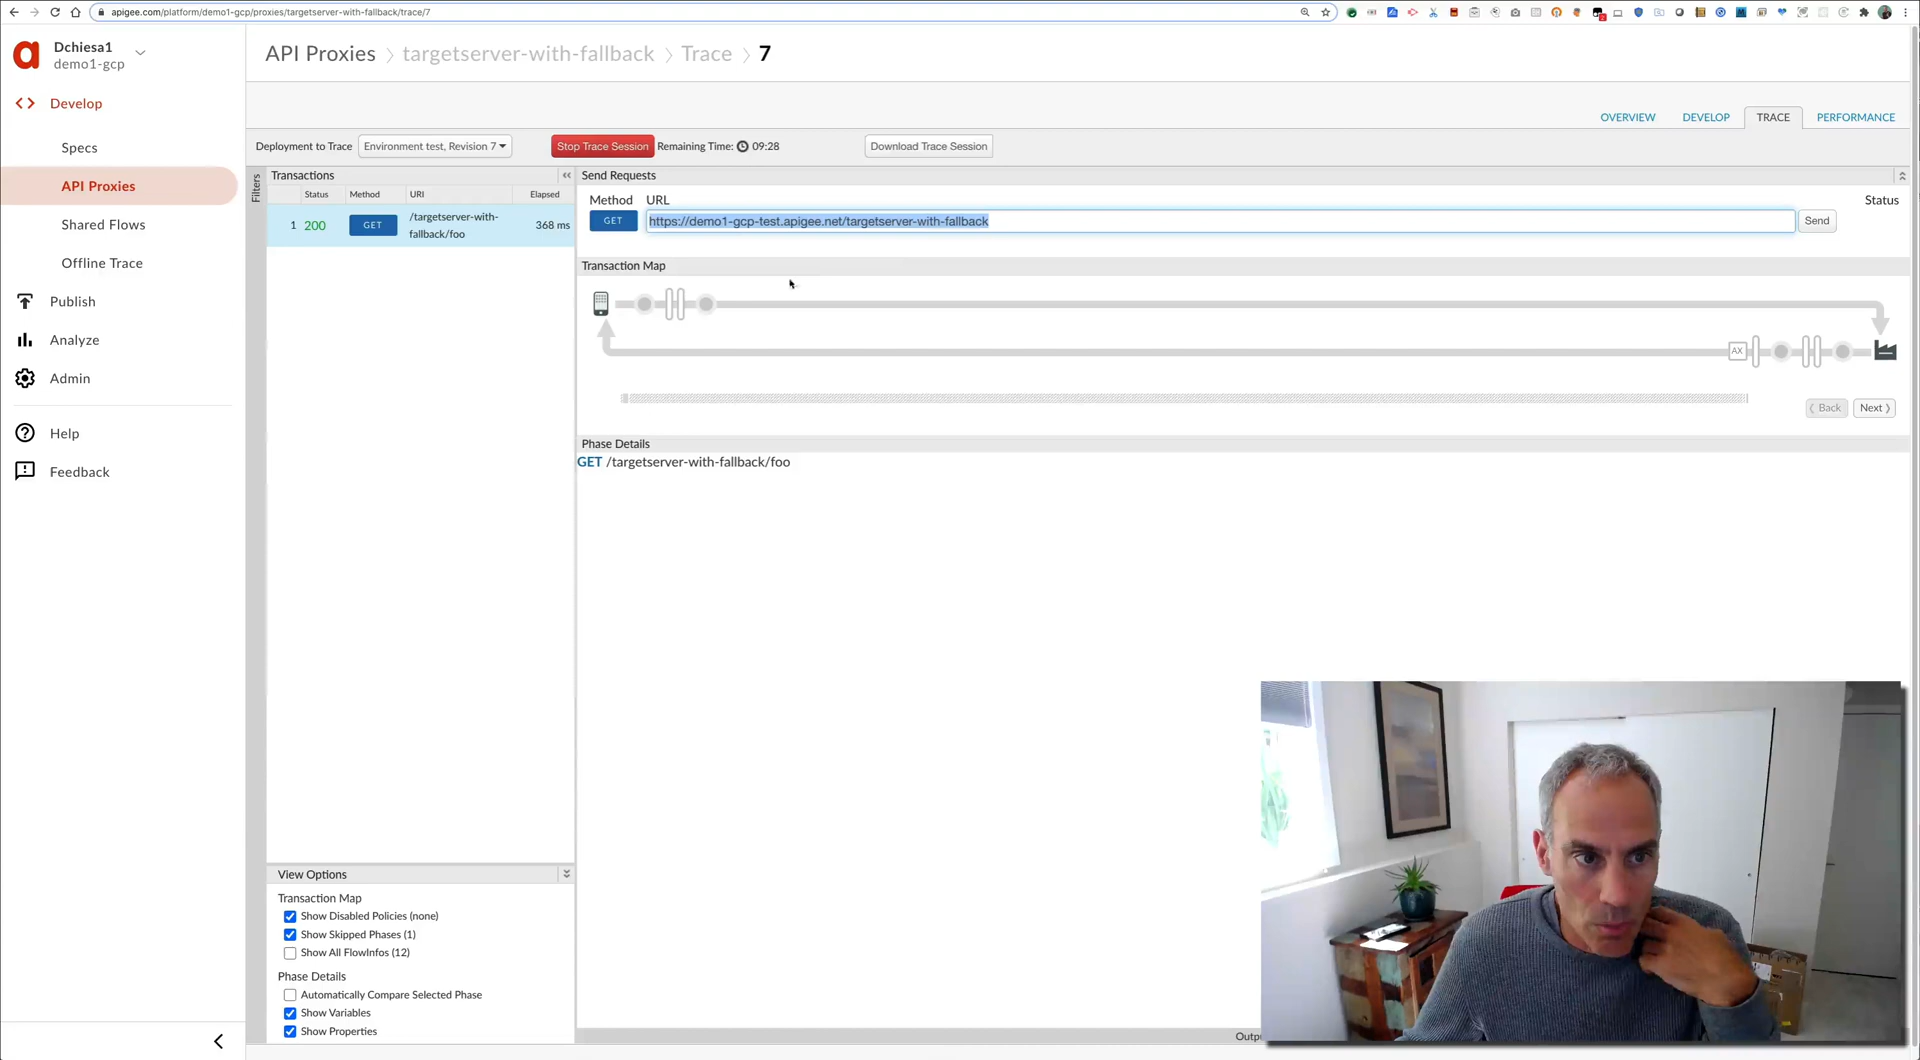 apigee.com/platform/demo1-gcp/proxies/targetserver-with-fallback/trace/7
Dchiesa1
demo1-gcp
Develop
Specs
API Proxies
Shared Flows
Offline Trace
Publish
Analyze
Admin
Help
Feedback
API Proxies > targetserver-with-fallback > Trace > 7
OVERVIEW DEVELOP TRACE PERFORMANCE
Deployment to Trace Environment test, Revision 7 Stop Trace Session Remaining Time: 09:28 Download Trace Session
Filters
Transactions
Status Method URI Elapsed
1 200 GET /targetserver-with-
fallback/foo 368 ms
Send Requests
Method URL Status
GET https://demo1-gcp-test.apigee.net/targetserver-with-fallback Send
Transaction Map
AX
Back Next
Phase Details
GET /targetserver-with-fallback/foo
View Options
Transaction Map
Show Disabled Policies (none)
Show Skipped Phases (1)
Show All FlowInfos (12)
Phase Details
Automatically Compare Selected Phase
Show Variables
Show Properties